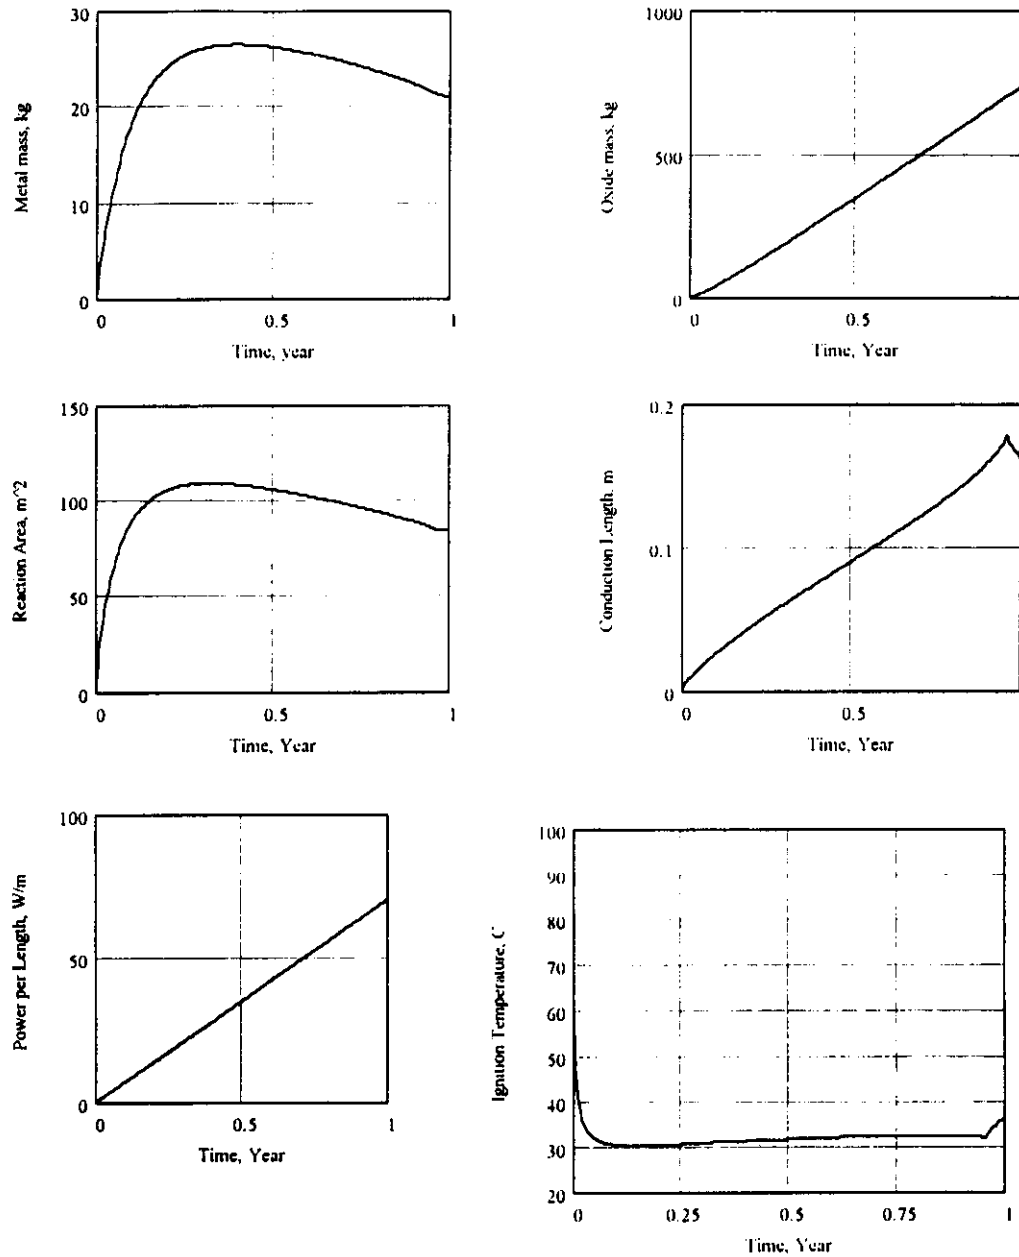 30
20
10
0
Metal mass, kg
0 0.5 1
Time, year
1000
500
0
Oxide mass, kg
0 0.5
Time, Year
150
100
50
0
Reaction Area, m^2
0 0.5 1
Time, Year
0.2
0.1
0
Conduction Length, m
0 0.5
Time, Year
100
50
0
Power per Length, W/m
0 0.5 1
Time, Year
100
90
80
70
60
50
40
30
20
Ignition Temperature, C
0 0.25 0.5 0.75 1
Time, Year